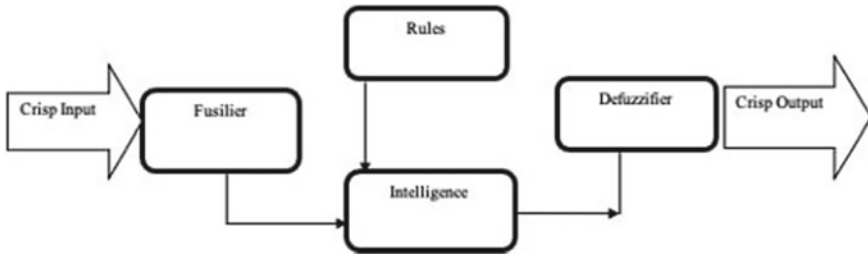 Rules
Crisp Input
Fusilier
Defuzzifier
Crisp Output
Intelligence